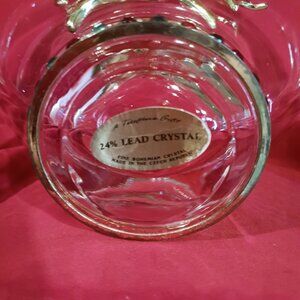 24% LEAD CRYSTAL
FINE BOHEMIAN CRYSTAL
MADE IN THE CZECH REPUBLIC